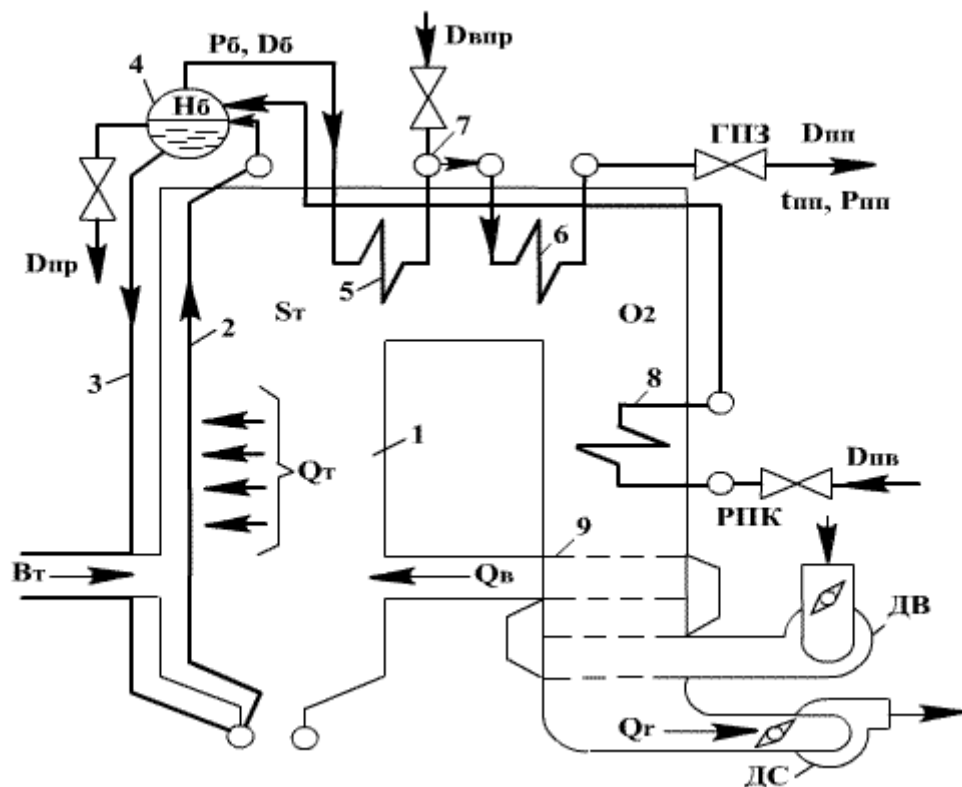 Dвпр
Pб, Dб
4
Hб
7
ГПЗ
Dпп
tпп, Pпп
Dпр
5
6
Sт
O2
2
3
8
1
Qт
Dпв
РПК
9
Bт
Qв
ДВ
Qг
ДС